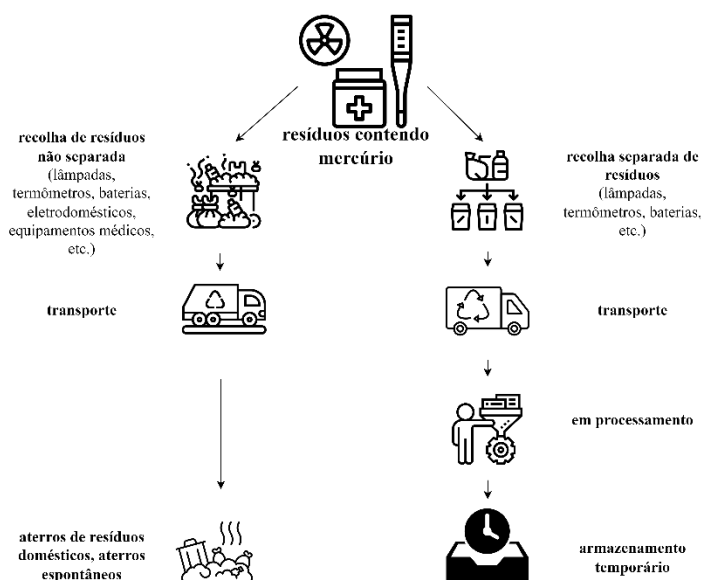 resíduos contendo
mercúrio
recolha de resíduos
não separada
(lâmpadas,
termômetros, baterias,
eletrodomésticos,
equipamentos médicos,
etc.)
recolha separada de
resíduos
(lâmpadas,
termômetros, baterias,
etc.)
transporte
transporte
em processamento
aterros de resíduos
domésticos, aterros
espontâneos
armazenamento
temporário